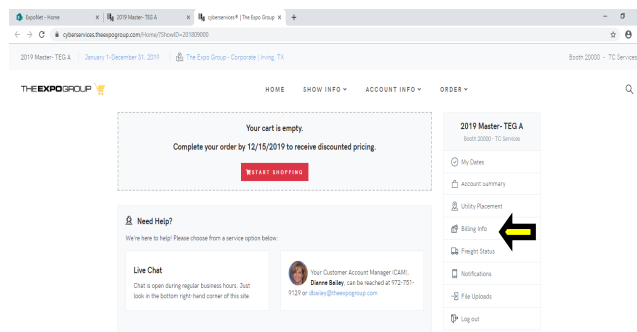 ExpoNet - Home
2019 Master- TEG A
cyberservices® | The Expo Group
cyberservices.theexpogroup.com/Home/?ShowID=201809000
2019 Master- TEG A
January 1-December 31, 2019
The Expo Group - Corporate | Irving, TX
Booth 20000 - TC Services
THEEXPOGROUP
HOME
SHOW INFO
ACCOUNT INFO
ORDER
Your cart is empty.
Complete your order by 12/15/2019 to receive discounted pricing.
START SHOPPING
Need Help?
We're here to help! Please choose from a service option below:
Live Chat
Chat is open during regular business hours. Just
look in the bottom right-hand corner of this site
Your Customer Account Manager (CAM),
Dianne Bailey, can be reached at 972-751-
9129 or dbailey@theexpogroup.com
2019 Master- TEG A
Booth 20000 - TC Services
My Dates
Account Summary
Utility Placement
Billing Info
Freight Status
Notifications
File Uploads
Log out